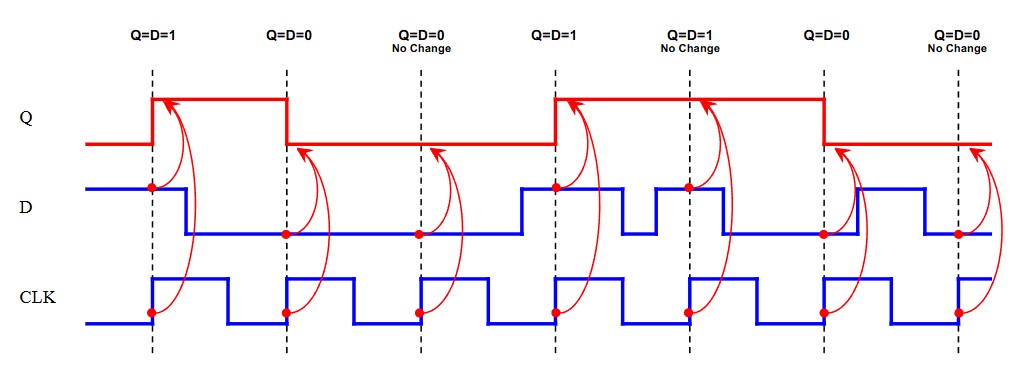 Q=D=1
Q=D=0
Q=D=0
No Change
Q=D=1
Q=D=1
No Change
Q=D=0
Q=D=0
No Change
Q
D
CLK